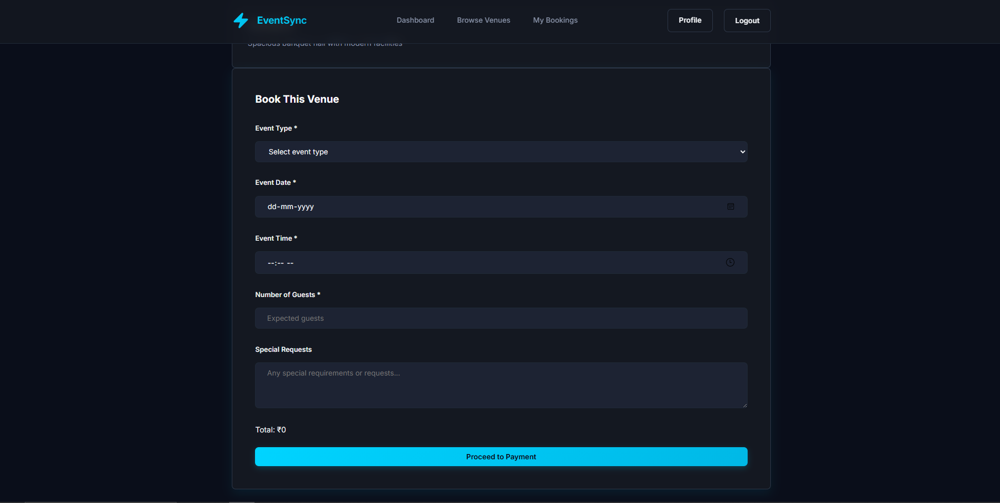 EventSync
Dashboard
Browse Venues
My Bookings
Profile
Logout
Spacious banquet hall with modern facilities
Book This Venue
Event Type *
Select event type
Event Date *
dd-mm-yyyy
Event Time *
--:-- --
Number of Guests *
Expected guests
Special Requests
Any special requirements or requests...
Total: ₹0
Proceed to Payment